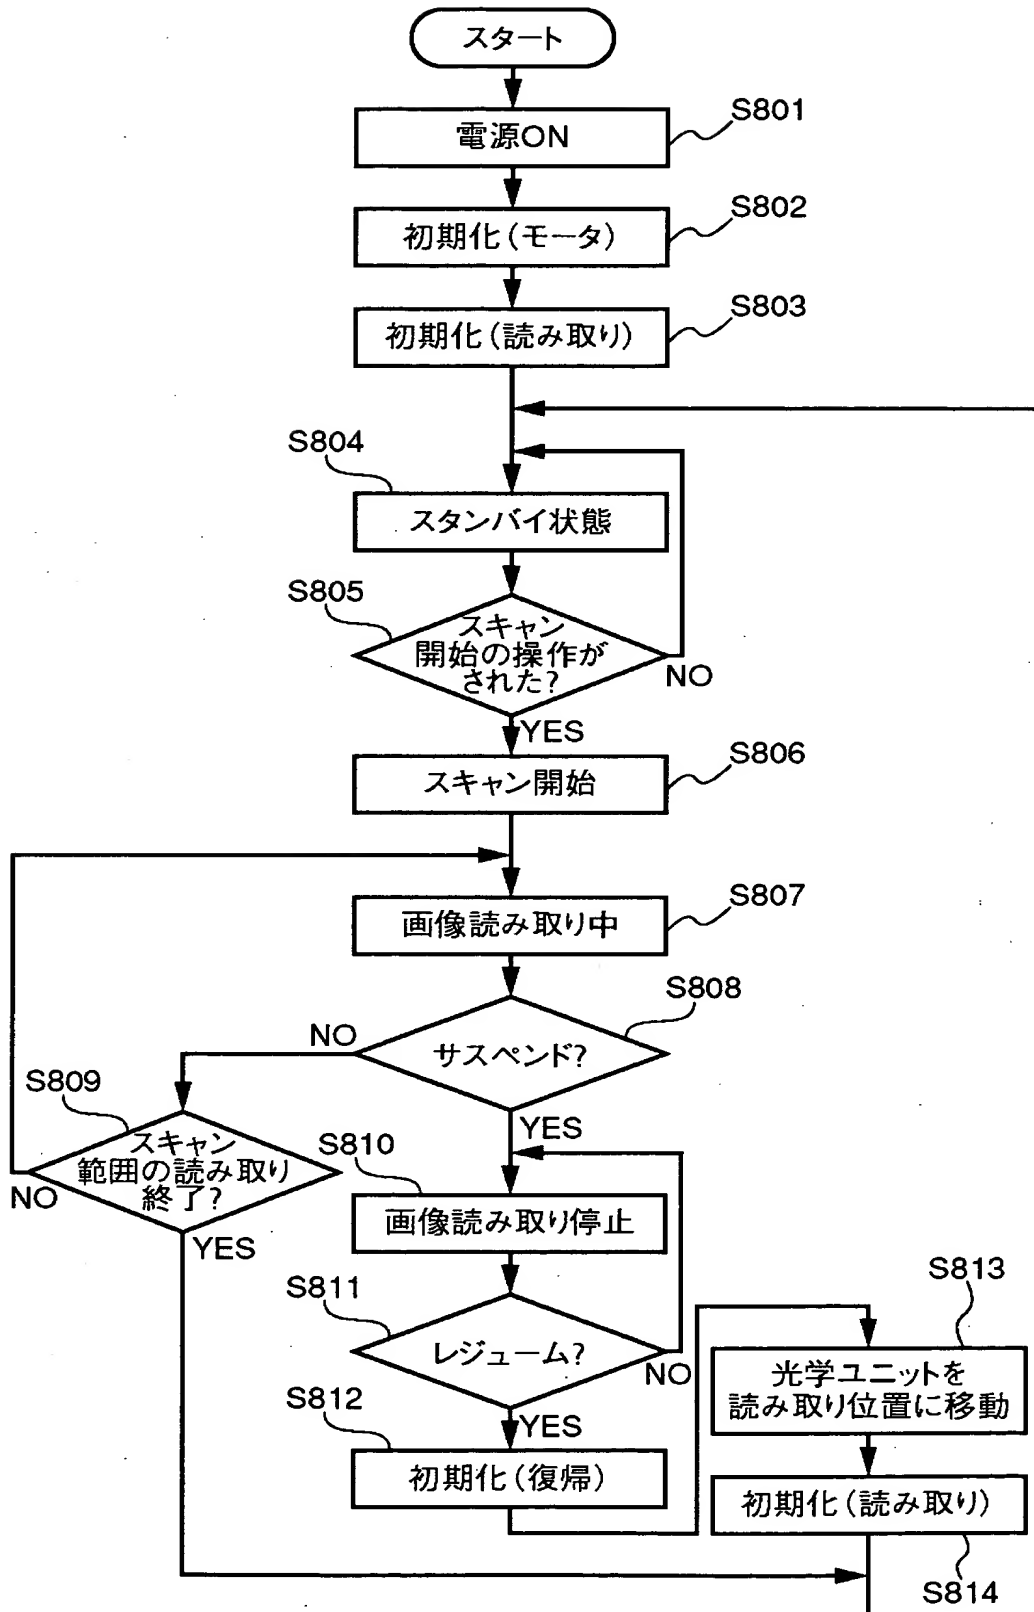 スタート
電源ON
S801
初期化(モータ)
S802
初期化(読み取り)
S803
S804
スタンバイ状態
S805
スキャン
開始の操作が
された?
NO
YES
スキャン開始
S806
画像読み取り中
S807
S808
サスペンド?
NO
YES
S809
スキャン
範囲の読み取り
終了?
NO
YES
S810
画像読み取り停止
S811
レジューム?
NO
YES
S812
初期化(復帰)
S813
光学ユニットを
読み取り位置に移動
初期化(読み取り)
S814